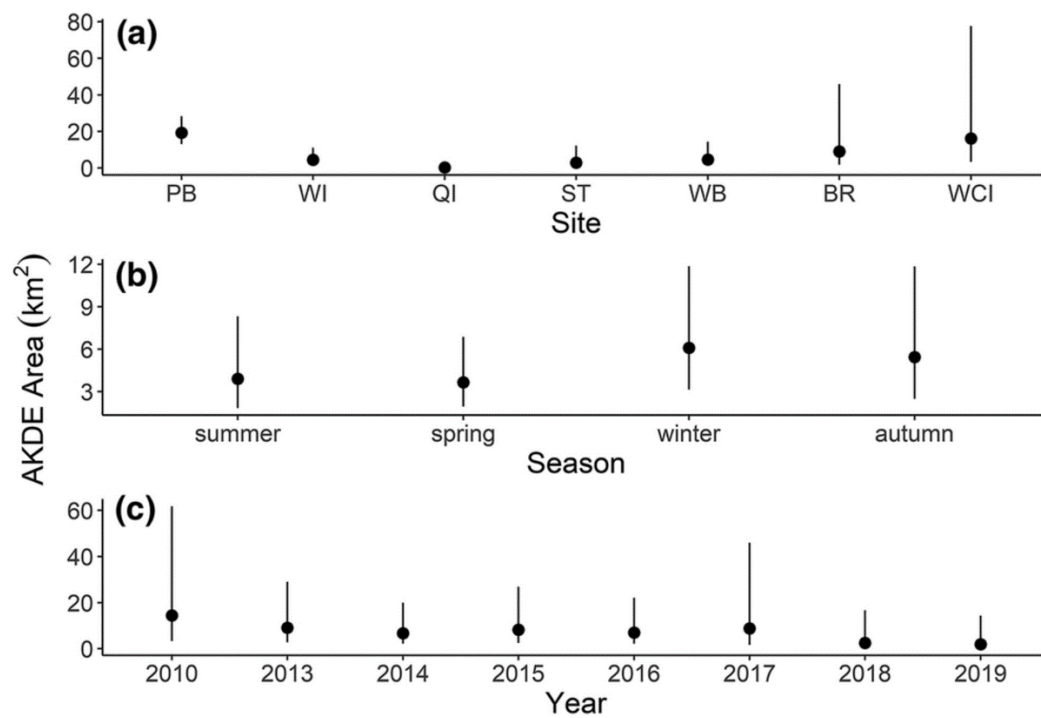 (a)
80
60
40
20
0
PB WI QI ST WB BR WCI
Site
AKDE Area (km²)
(b)
12
9
6
3
summer spring winter autumn
Season
(c)
60
40
20
0
2010 2013 2014 2015 2016 2017 2018 2019
Year